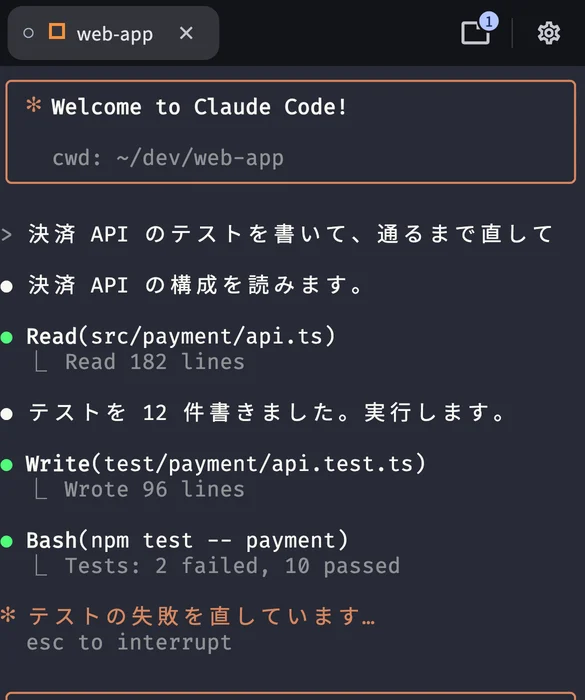 web-app
1
Welcome to Claude Code!
cwd: ~/dev/web-app
> 決済 API のテストを書いて、通るまで直して
● 決済 API の構成を読みます。
● Read(src/payment/api.ts)
⎿ Read 182 lines
● テストを 12 件書きました。実行します。
● Write(test/payment/api.test.ts)
⎿ Wrote 96 lines
● Bash(npm test -- payment)
⎿ Tests: 2 failed, 10 passed
✻ テストの失敗を直しています…
esc to interrupt